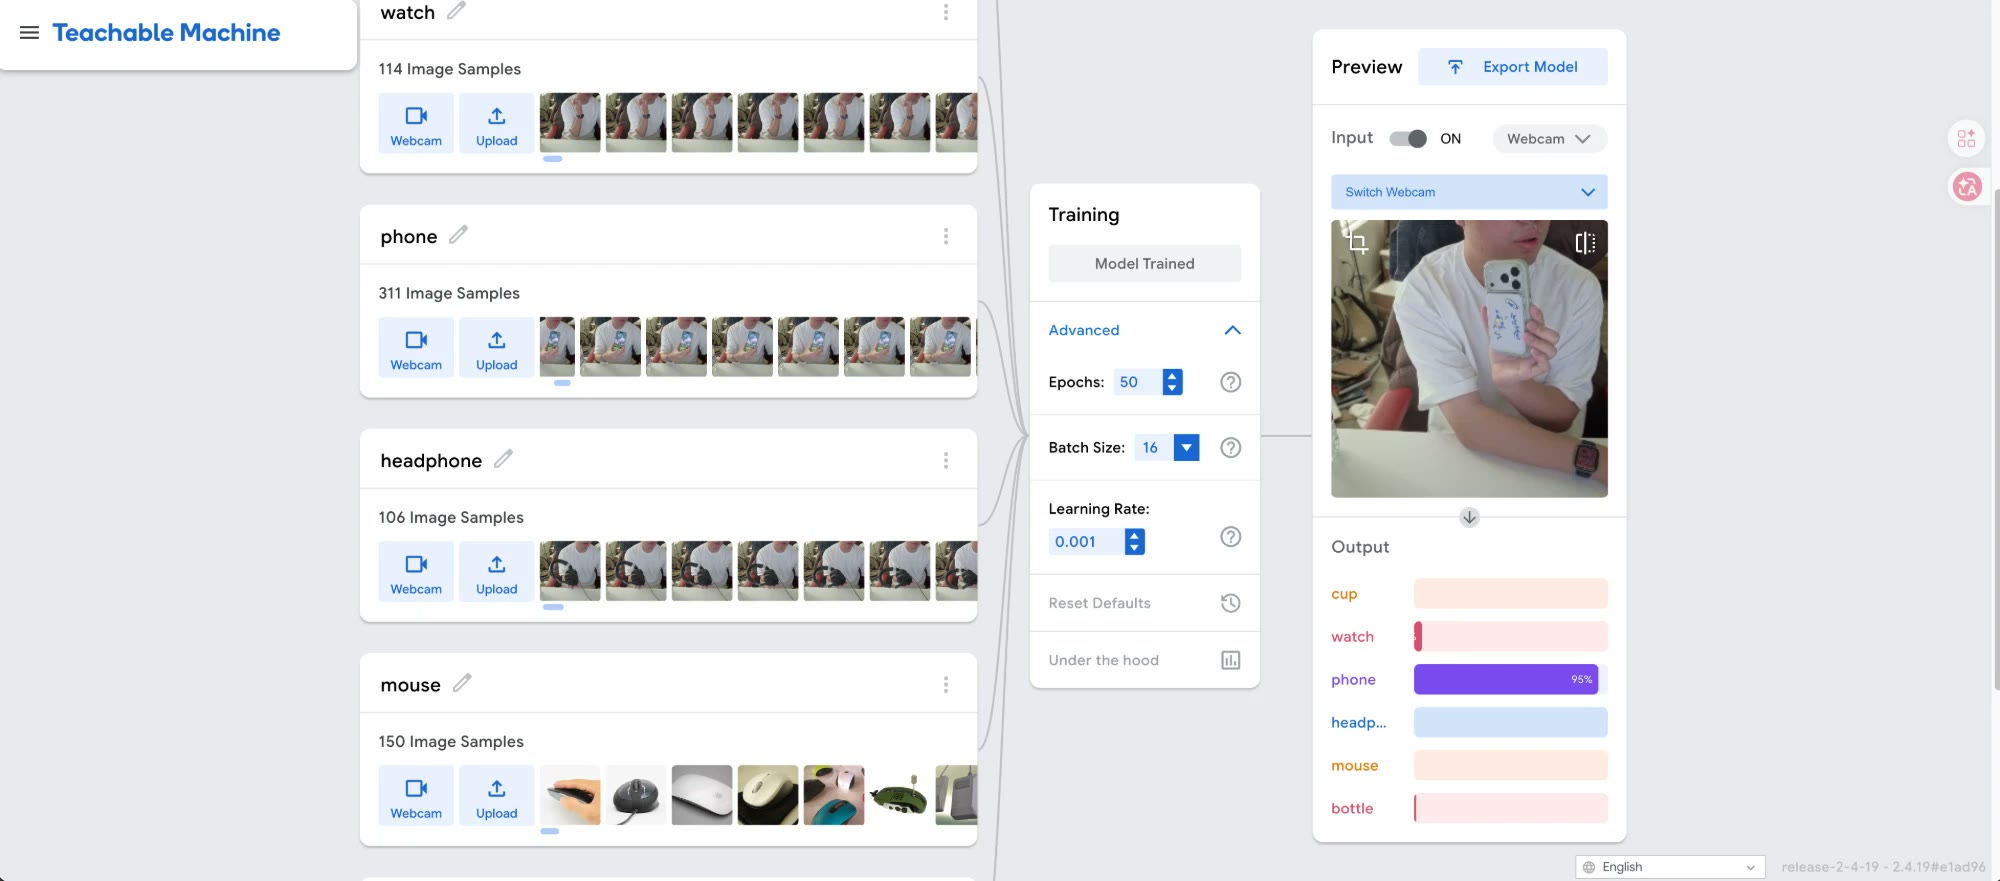 Teachable Machine
watch
114 Image Samples
Webcam
Upload
phone
311 Image Samples
Webcam
Upload
headphone
106 Image Samples
Webcam
Upload
mouse
150 Image Samples
Webcam
Upload
Training
Model Trained
Advanced
Epochs: 50
Batch Size: 16
Learning Rate:
0.001
Reset Defaults
Under the hood
Preview
Export Model
Input ON Webcam
Switch Webcam
Output
cup
watch
phone 95%
headp...
mouse
bottle
English
release-2-4-19 - 2.4.19#e1ad96